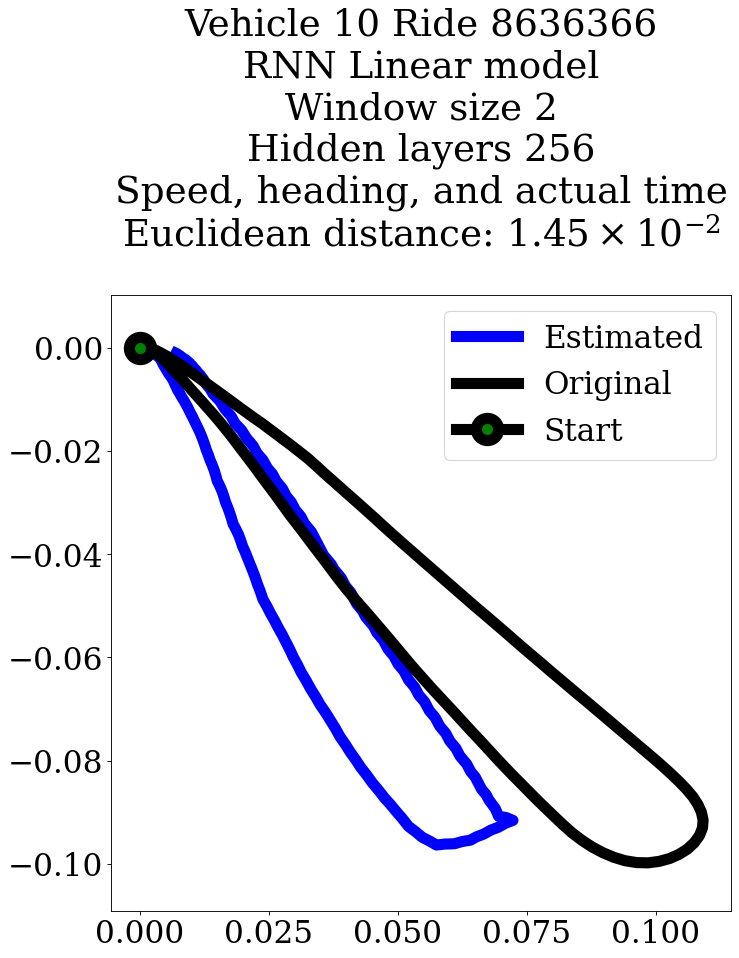 Vehicle 10 Ride 8636366
RNN Linear model
Window size 2
Hidden layers 256
Speed, heading, and actual time
Euclidean distance: 1.45 × 10⁻²
Estimated
Original
Start
0.00
−0.02
−0.04
−0.06
−0.08
−0.10
0.000 0.025 0.050 0.075 0.100